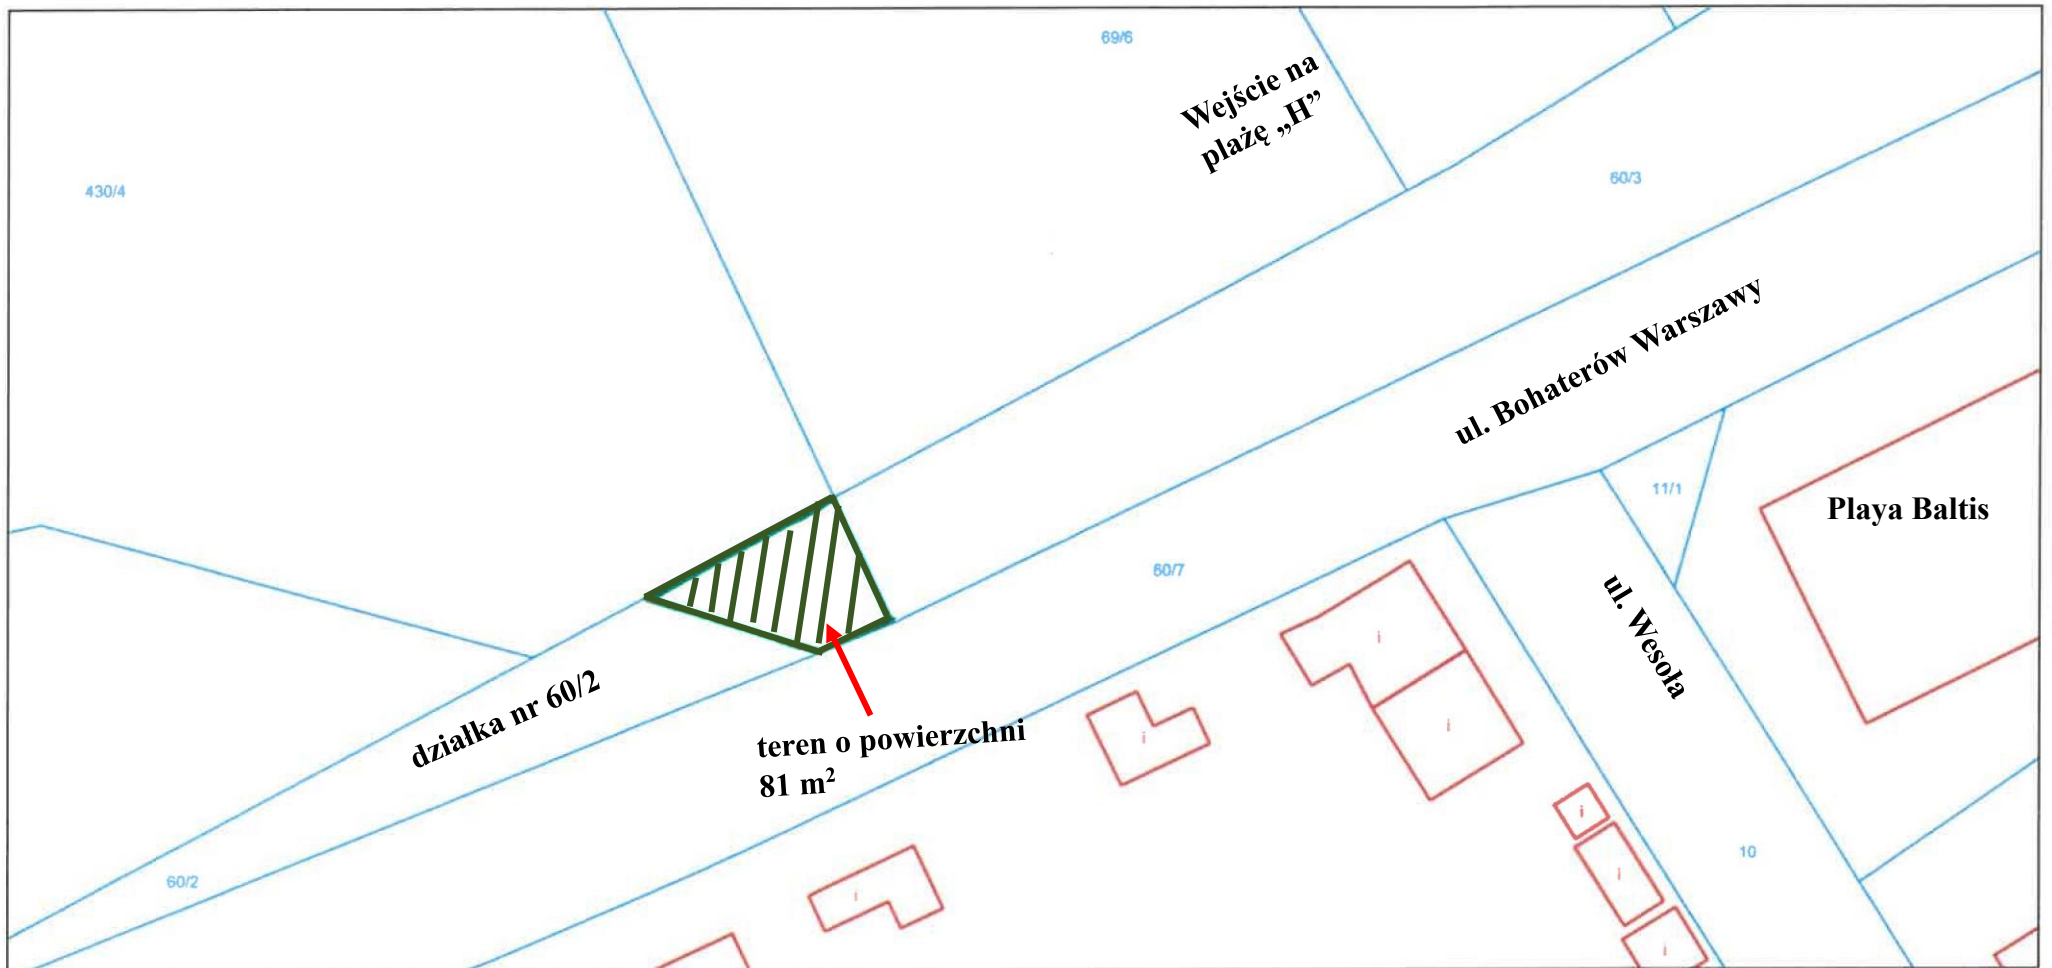 69/6
Wejście na
plażę „H”
430/4
60/3
ul. Bohaterów Warszawy
11/1
Playa Baltis
60/7
ul. Wesoła
i
działka nr 60/2
teren o powierzchni
81 m²
i
i
i
10
i
60/2
i
i